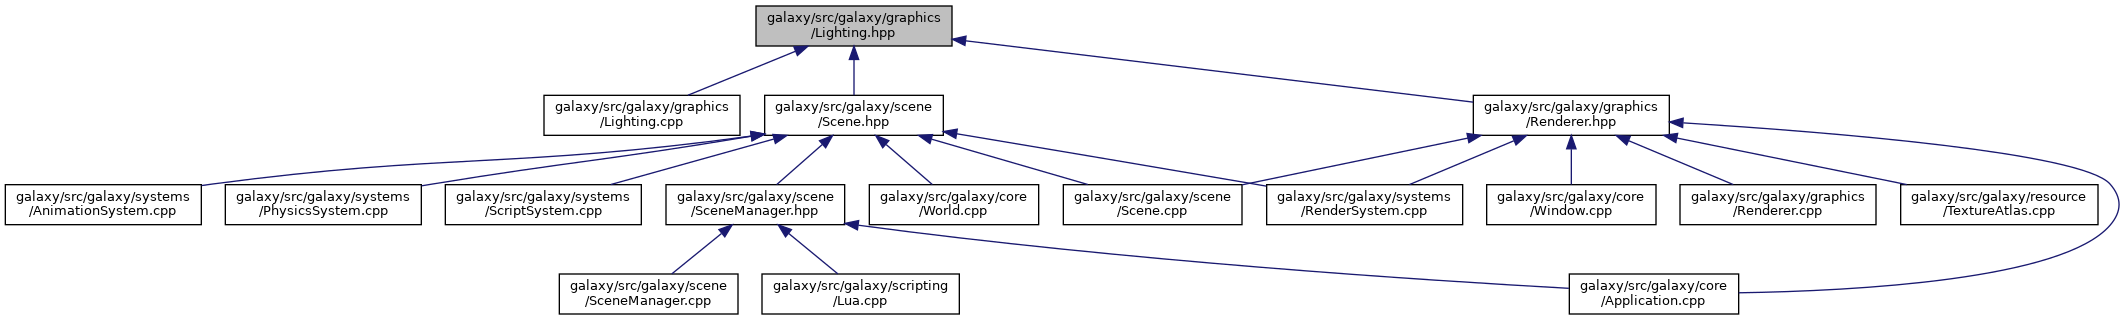 galaxy/src/galaxy/graphics
/Lighting.hpp
galaxy/src/galaxy/graphics
/Lighting.cpp
galaxy/src/galaxy/scene
/Scene.hpp
galaxy/src/galaxy/graphics
/Renderer.hpp
galaxy/src/galaxy/systems
/AnimationSystem.cpp
galaxy/src/galaxy/systems
/PhysicsSystem.cpp
galaxy/src/galaxy/systems
/ScriptSystem.cpp
galaxy/src/galaxy/scene
/SceneManager.hpp
galaxy/src/galaxy/core
/World.cpp
galaxy/src/galaxy/scene
/Scene.cpp
galaxy/src/galaxy/systems
/RenderSystem.cpp
galaxy/src/galaxy/core
/Window.cpp
galaxy/src/galaxy/graphics
/Renderer.cpp
galaxy/src/galaxy/resource
/TextureAtlas.cpp
galaxy/src/galaxy/scene
/SceneManager.cpp
galaxy/src/galaxy/scripting
/Lua.cpp
galaxy/src/galaxy/core
/Application.cpp